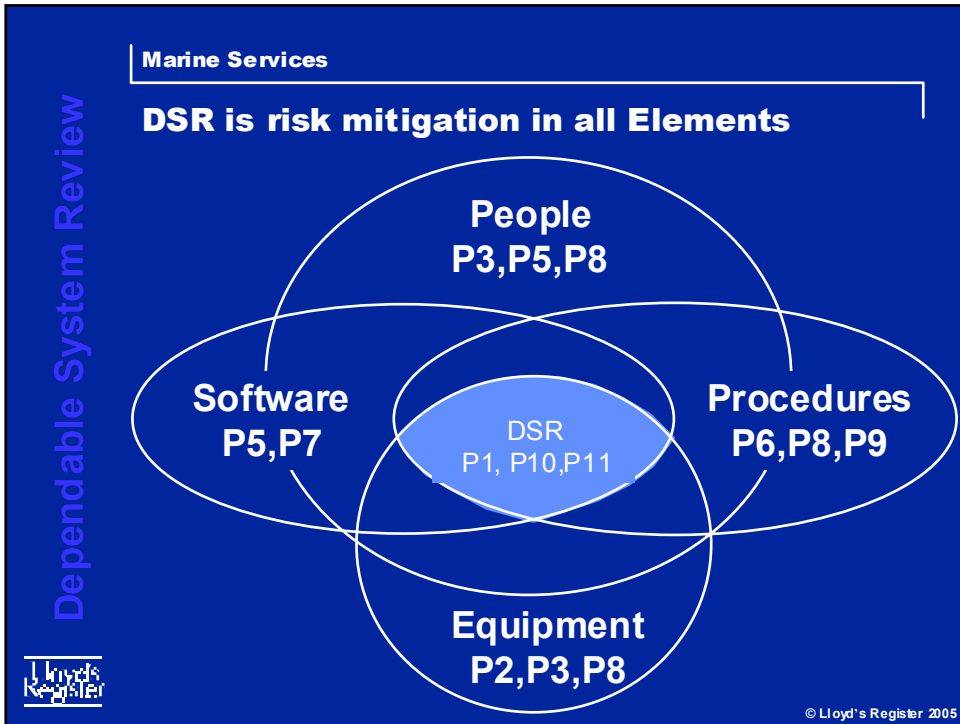 Marine Services
DSR is risk mitigation in all Elements
Dependable System Review
People
P3,P5,P8
Software
P5,P7
Procedures
P6,P8,P9
DSR
P1, P10,P11
Equipment
P2,P3,P8
Lloyd's
Register
© Lloyd's Register 2005